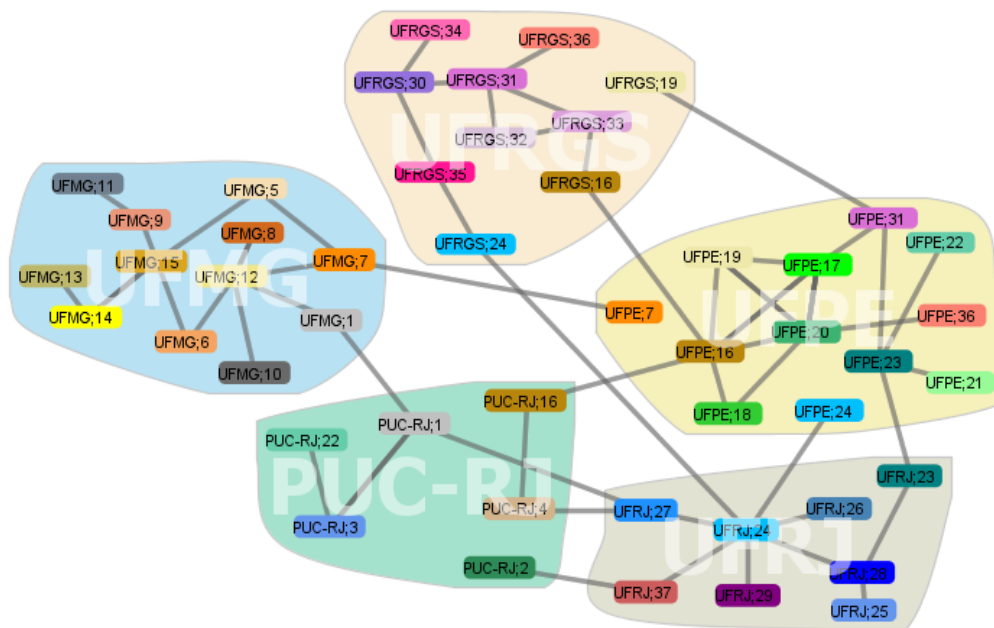 UFRGS;34
UFRGS;36
UFRGS;30
UFRGS;31
UFRGS;19
UFRGS;33
UFRGS;32
UFRGS
UFRGS;35
UFRGS;16
UFRGS;24
UFMG;11
UFMG;5
UFMG;9
UFMG;8
UFMG;15
UFMG;7
UFMG;13
UFMG;12
UFMG
UFMG;14
UFMG;1
UFMG;6
UFMG;10
UFPE;31
UFPE;22
UFPE;19
UFPE;17
UFPE
UFPE;7
UFPE;36
UFPE;20
UFPE;16
UFPE;23
UFPE;21
UFPE;18
UFPE;24
PUC-RJ;16
PUC-RJ;1
PUC-RJ;22
PUC-RJ
PUC-RJ;4
PUC-RJ;3
PUC-RJ;2
UFRJ;23
UFRJ;27
UFRJ;26
UFRJ;24
UFRJ
UFRJ;28
UFRJ;37
UFRJ;29
UFRJ;25